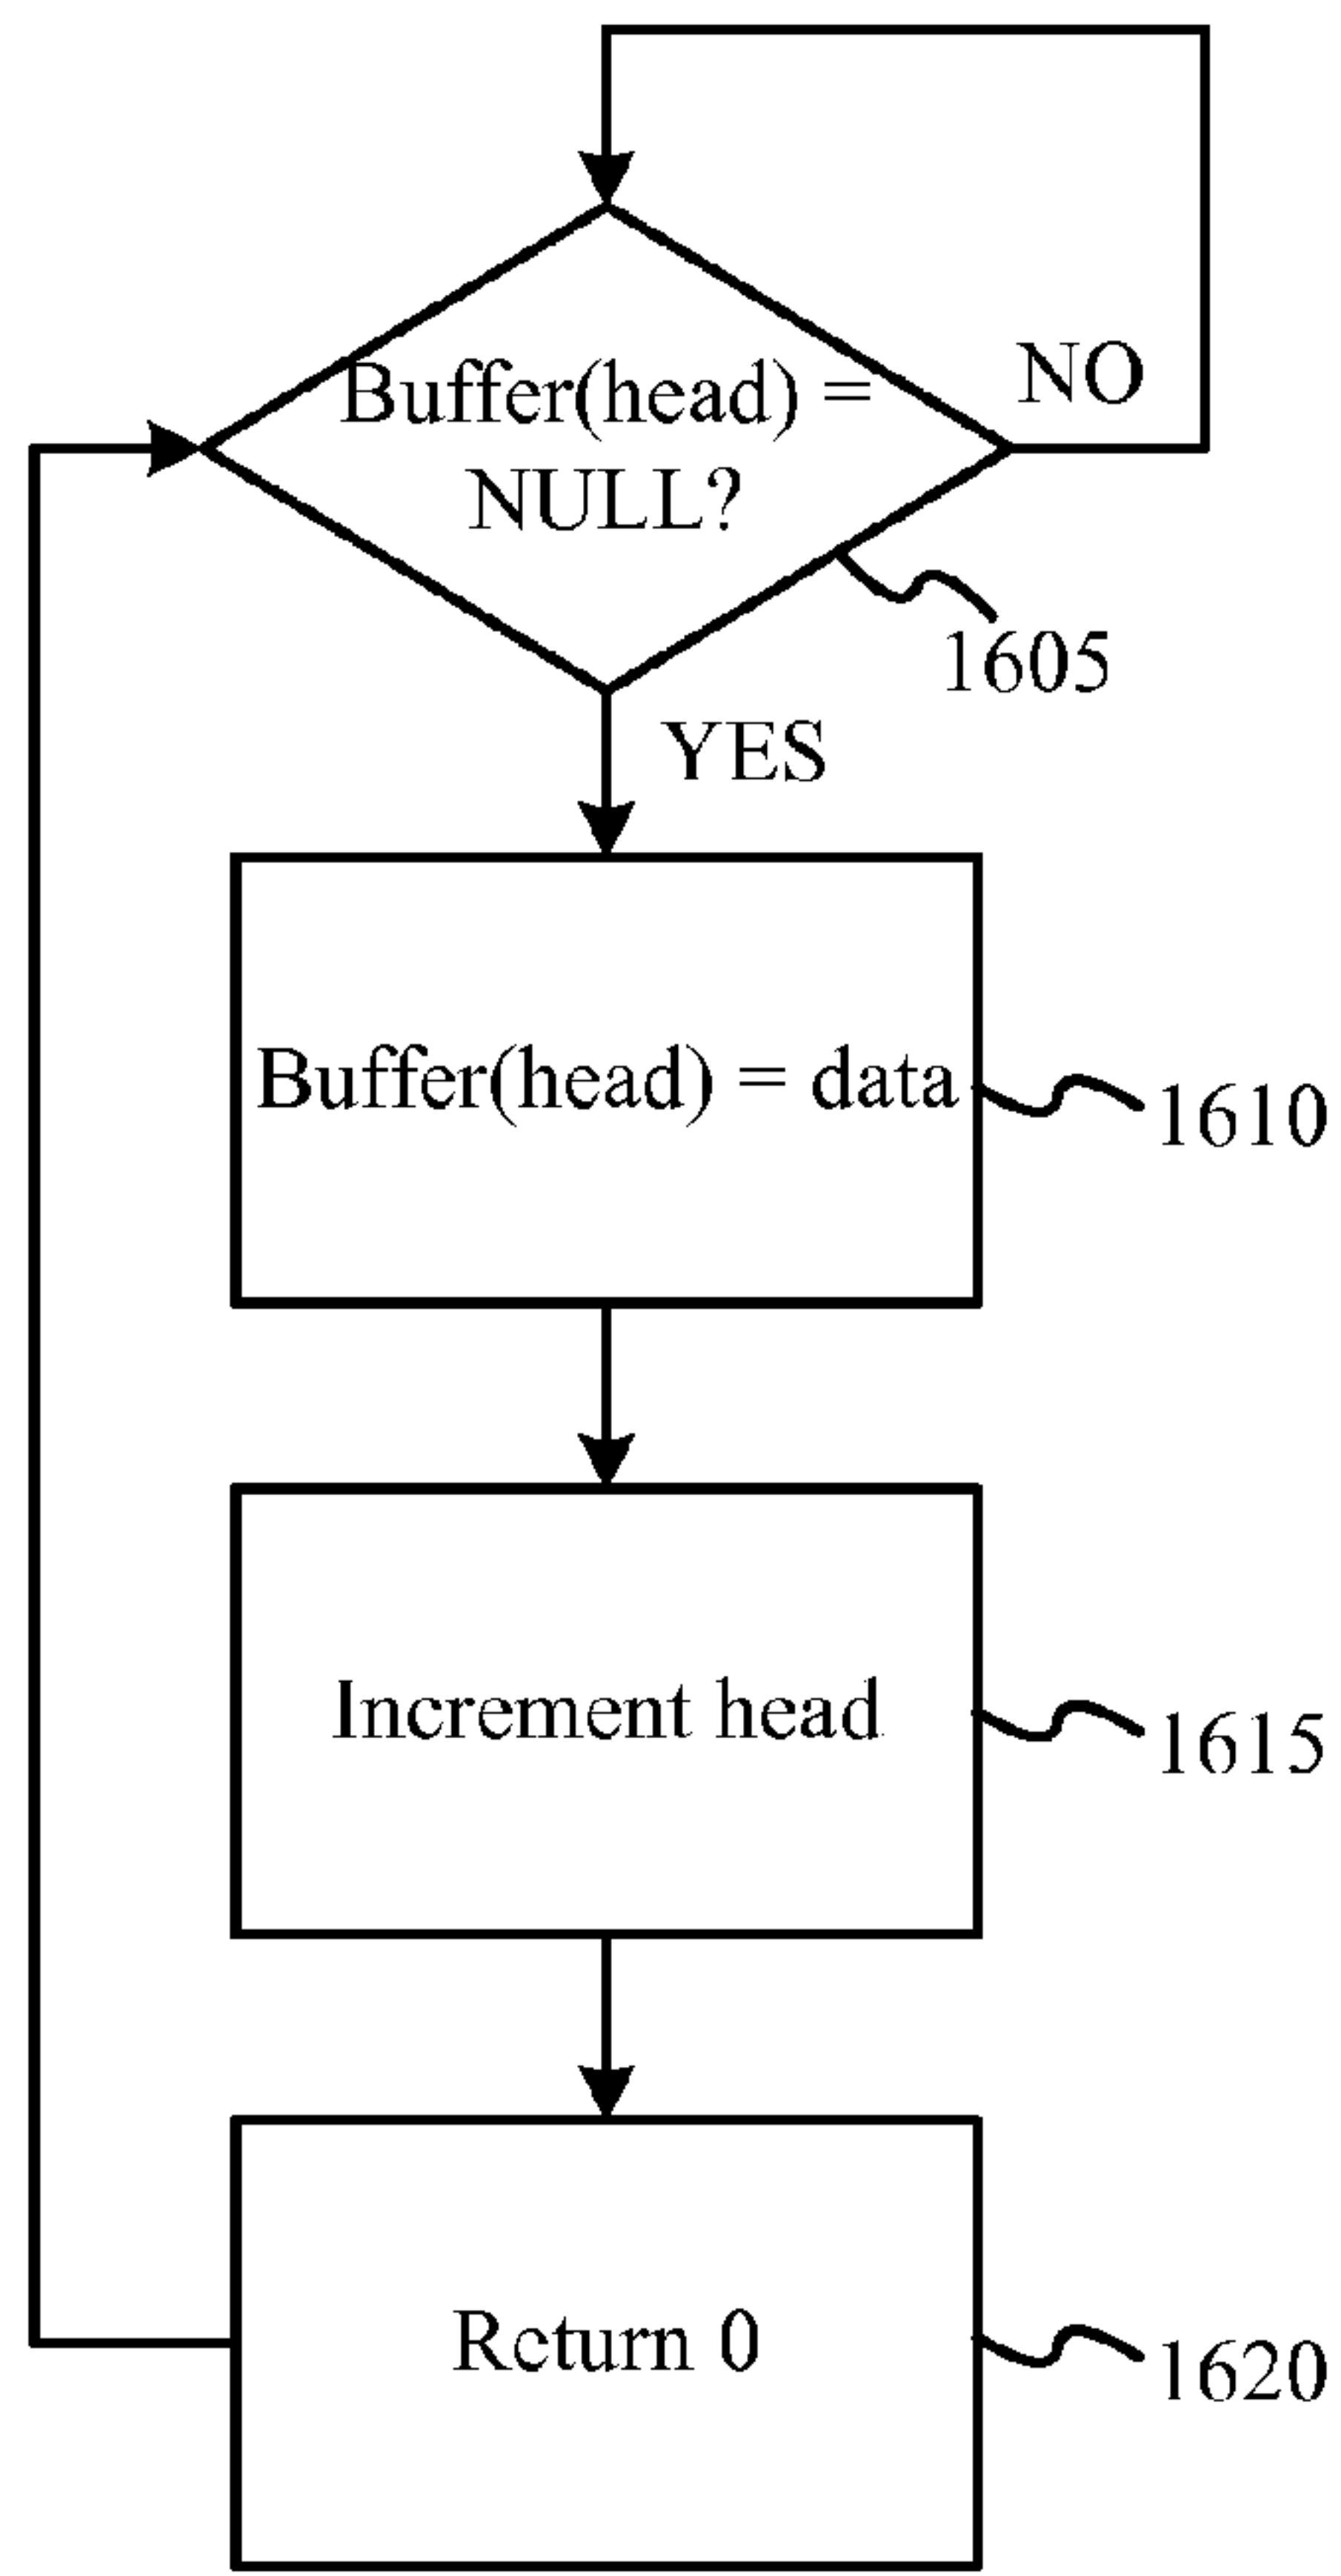 Buffer(head) =
NULL?
NO
1605
YES
Buffer(head) = data
1610
Increment head
1615
Return 0
1620